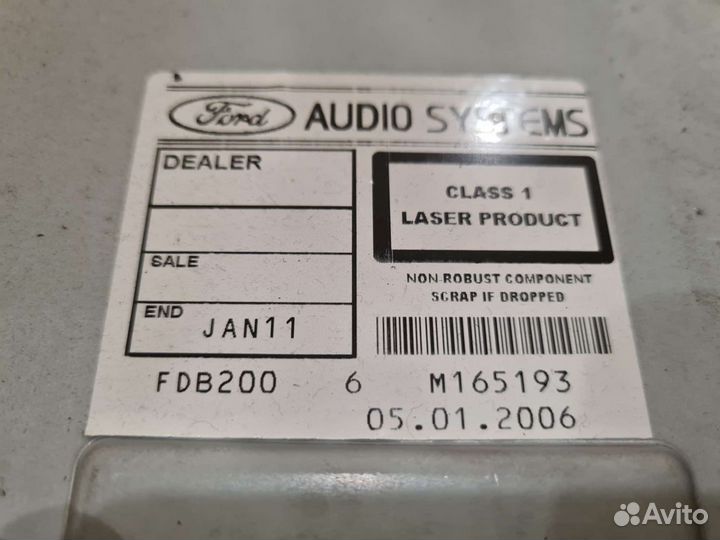 Ford AUDIO SYSTEMS
DEALER
SALE
END JAN11
CLASS 1
LASER PRODUCT
NON-ROBUST COMPONENT
SCRAP IF DROPPED
FDB200 6 M165193
05.01.2006
Avito